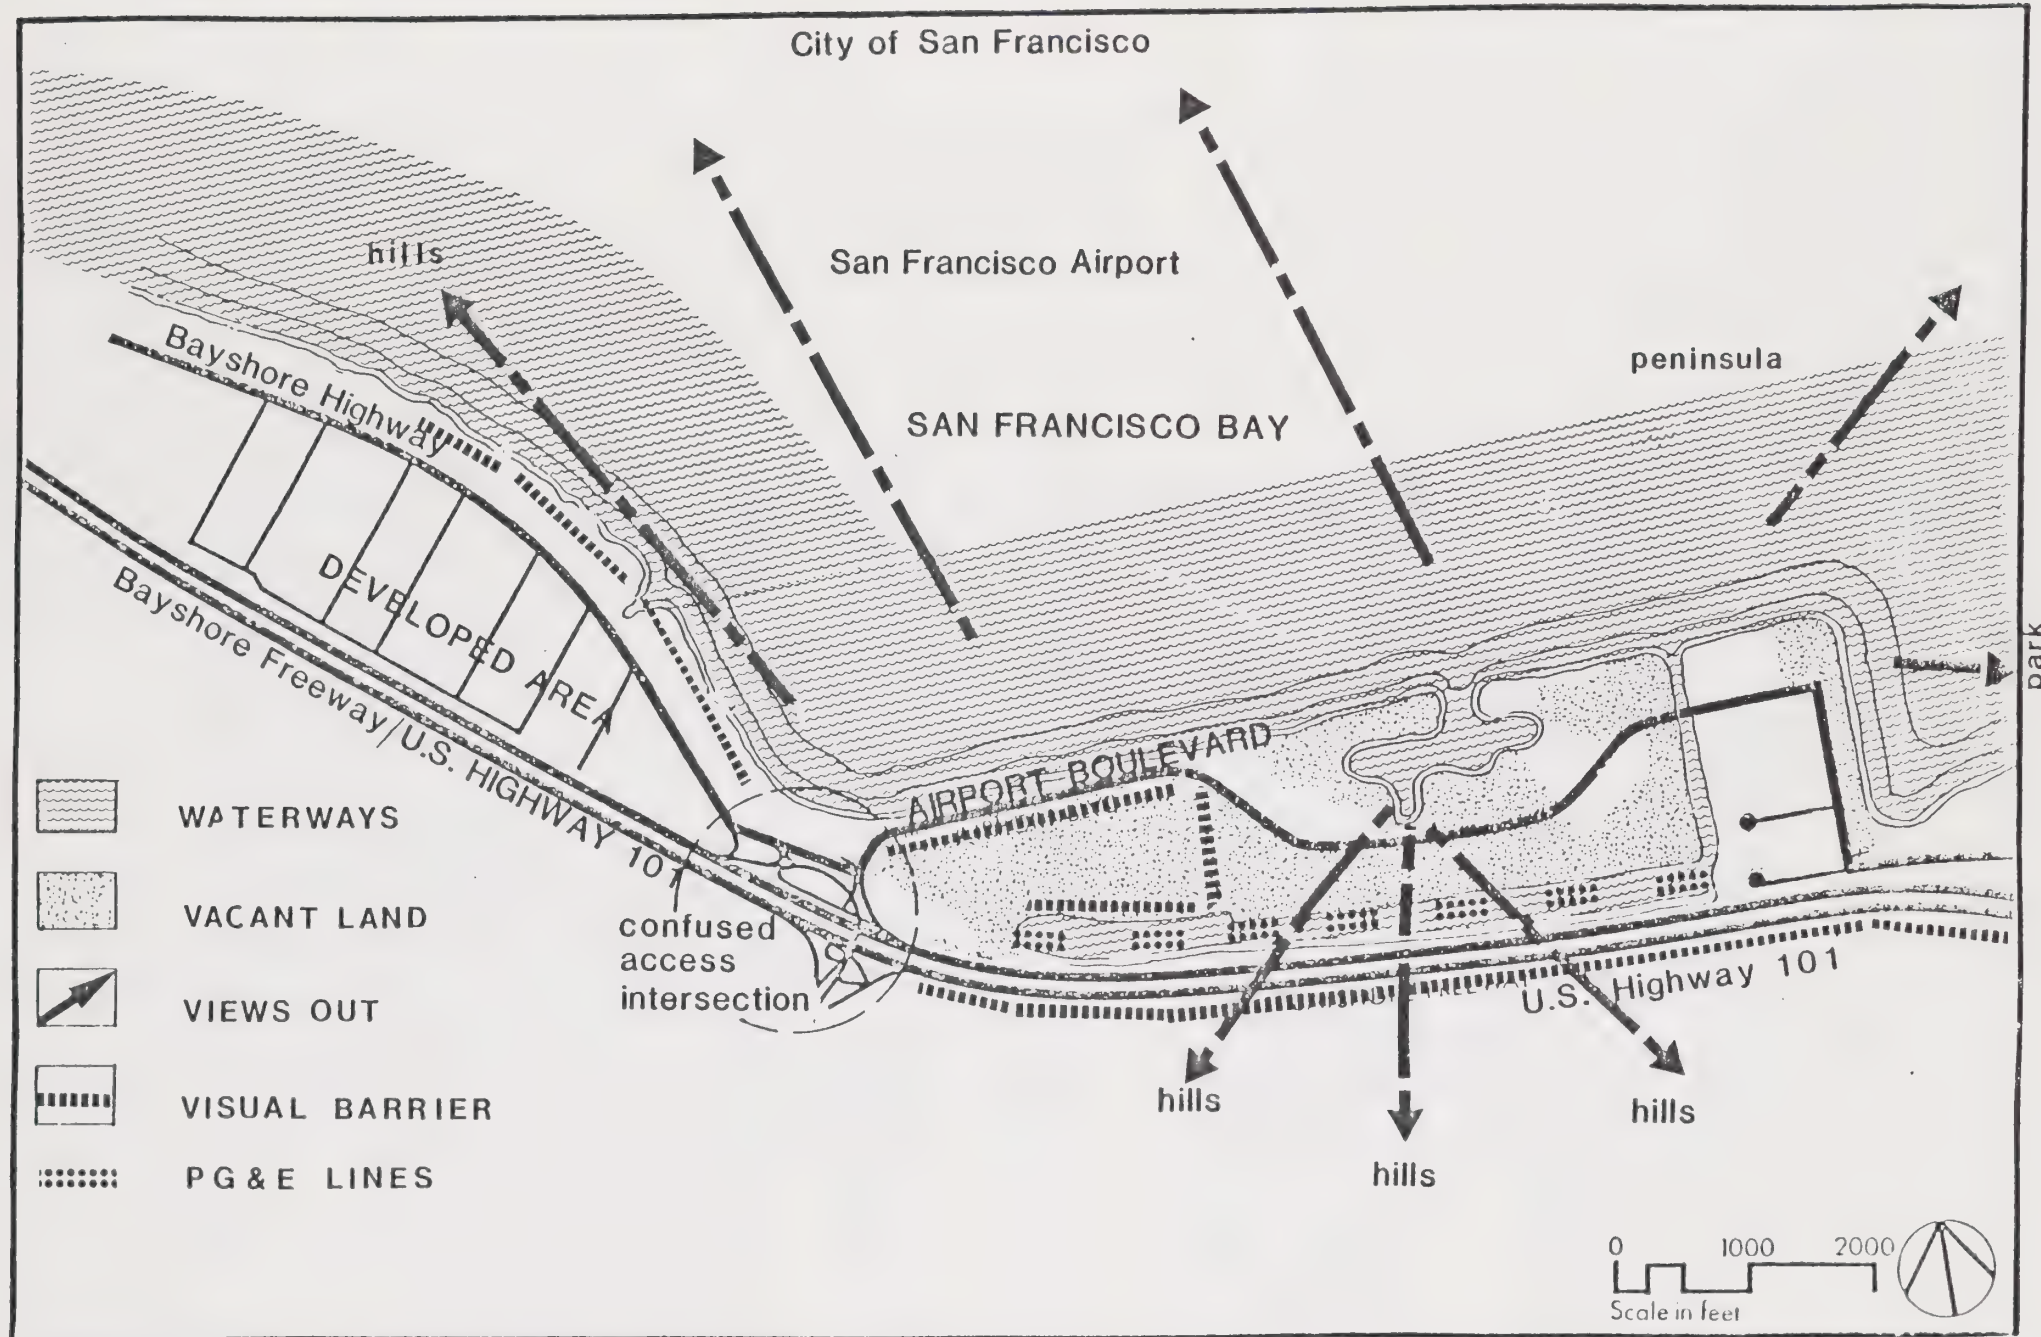 City of San Francisco
hills
San Francisco Airport
peninsula
Bayshore Highway
SAN FRANCISCO BAY
DEVELOPED AREA
Bayshore Freeway/U.S. HIGHWAY 101
park
AIRPORT BOULEVARD
WATERWAYS
VACANT LAND
VIEWS OUT
VISUAL BARRIER
PG&E LINES
confused
access
intersection
U.S. Highway 101
hills
hills
hills
0 1000 2000
Scale in feet